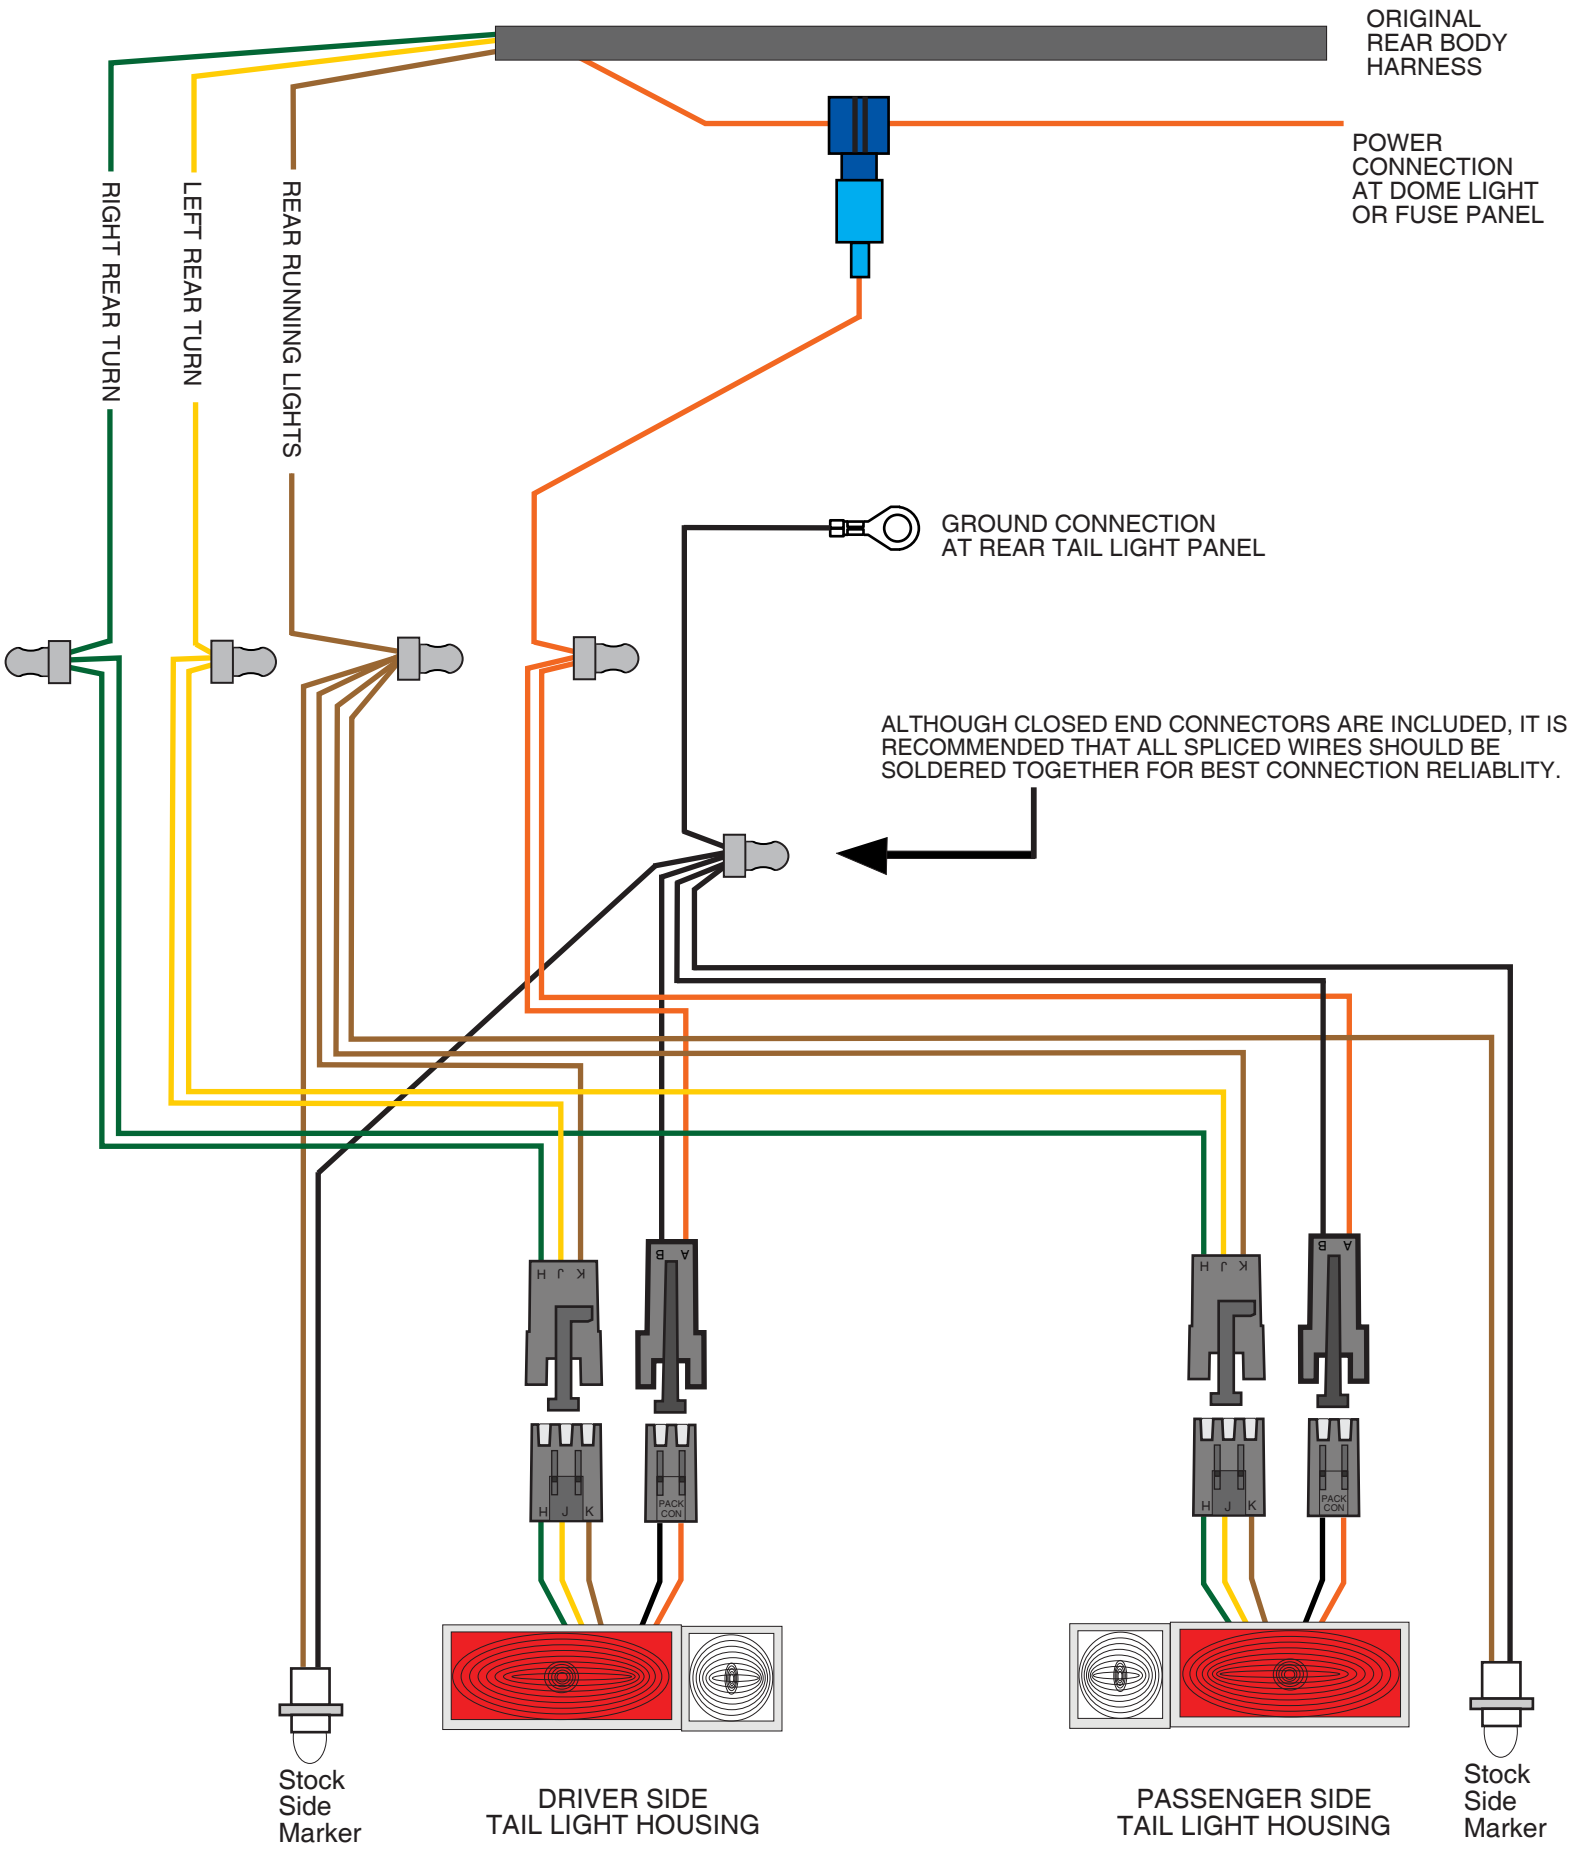 ORIGINAL
REAR BODY
HARNESS
POWER
CONNECTION
AT DOME LIGHT
OR FUSE PANEL
RIGHT REAR TURN
LEFT REAR TURN
REAR RUNNING LIGHTS
GROUND CONNECTION
AT REAR TAIL LIGHT PANEL
ALTHOUGH CLOSED END CONNECTORS ARE INCLUDED, IT IS
RECOMMENDED THAT ALL SPLICED WIRES SHOULD BE
SOLDERED TOGETHER FOR BEST CONNECTION RELIABLITY.
H J K
B A
H J K
B A
H J K
PACK
CON
H J K
PACK
CON
Stock
Side
Marker
DRIVER SIDE
TAIL LIGHT HOUSING
PASSENGER SIDE
TAIL LIGHT HOUSING
Stock
Side
Marker